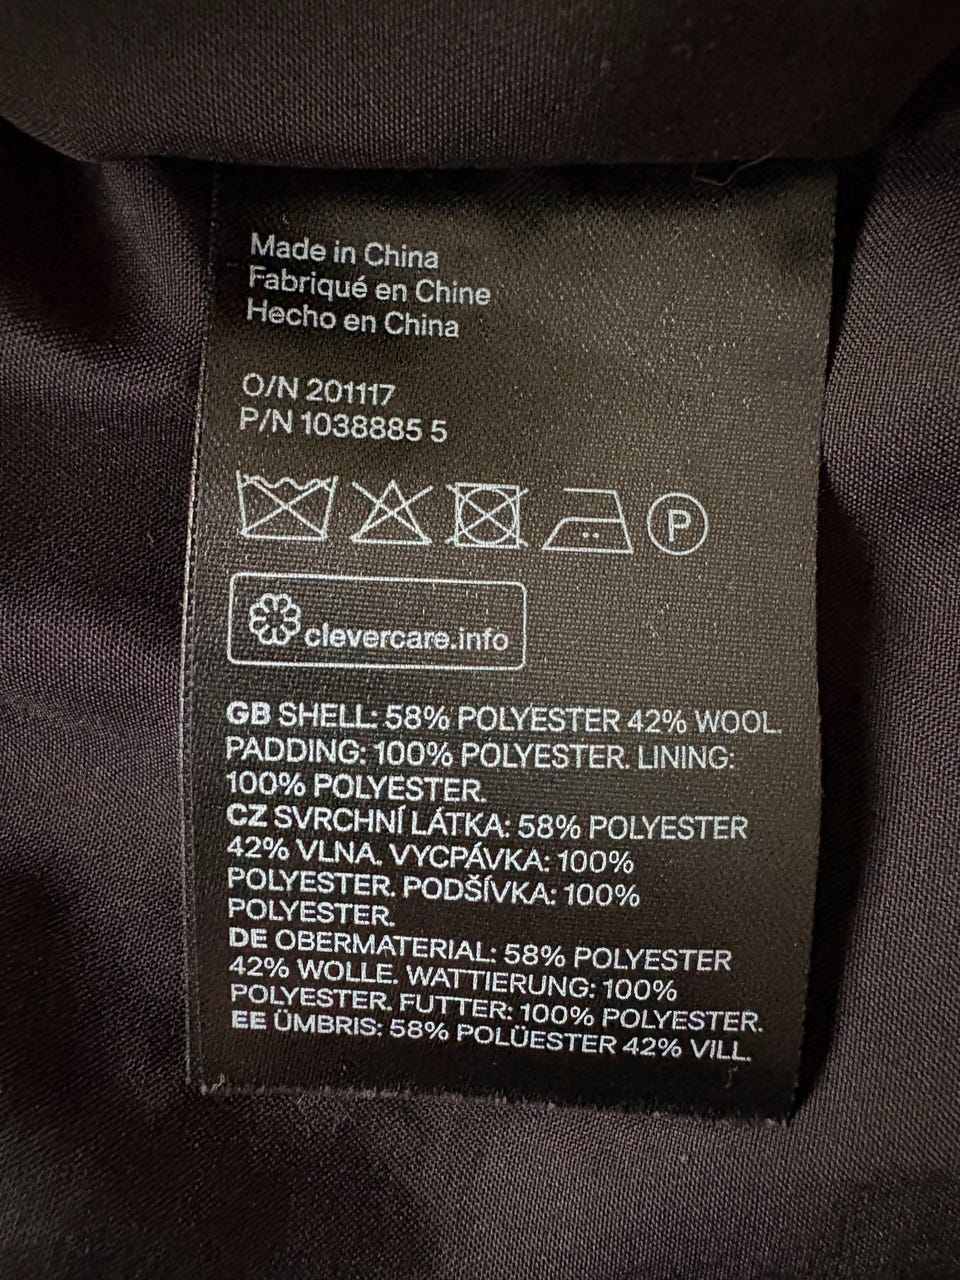 Made in China
Fabriqué en Chine
Hecho en China
O/N 201117
P/N 1038885 5
P
clevercare.info
GB SHELL: 58% POLYESTER 42% WOOL.
PADDING: 100% POLYESTER. LINING:
100% POLYESTER.
CZ SVRCHNÍ LÁTKA: 58% POLYESTER
42% VLNA. VYCPÁVKA: 100%
POLYESTER. PODŠÍVKA: 100%
POLYESTER.
DE OBERMATERIAL: 58% POLYESTER
42% WOLLE. WATTIERUNG: 100%
POLYESTER. FUTTER: 100% POLYESTER.
EE ÜMBRIS: 58% POLÜESTER 42% VILL.